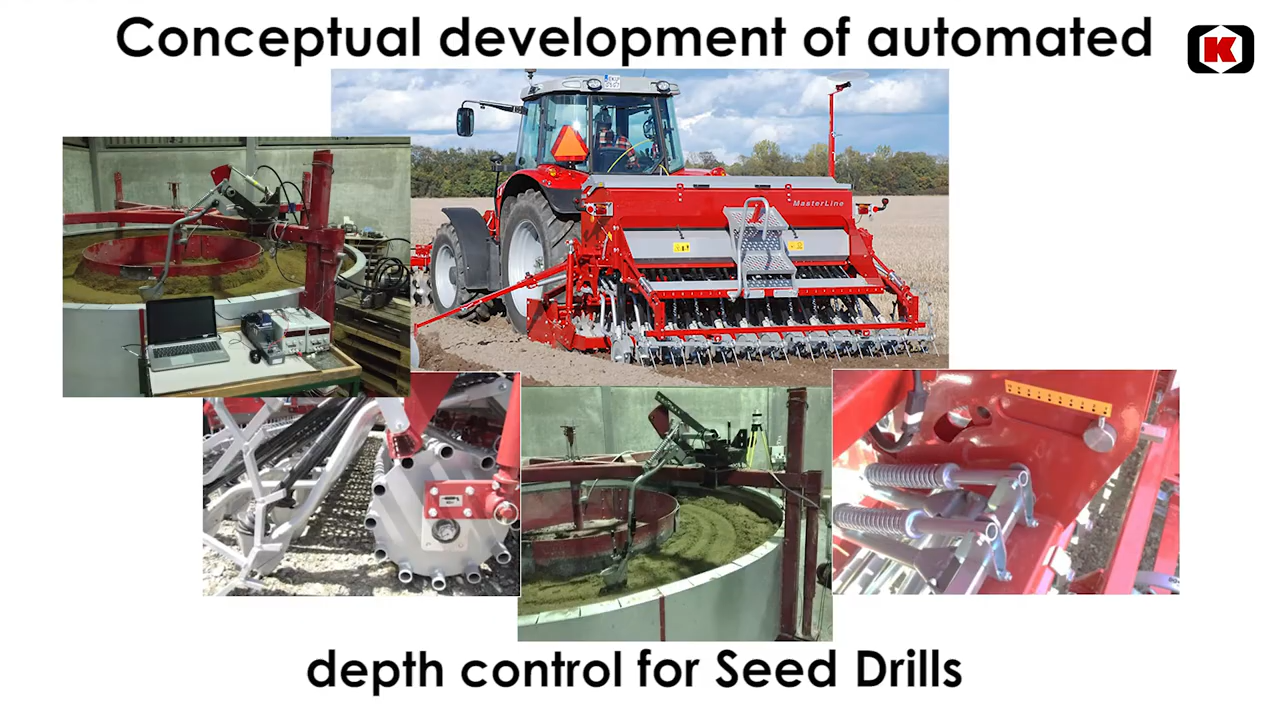 Conceptual development of automated
K
MasterLine
depth control for Seed Drills